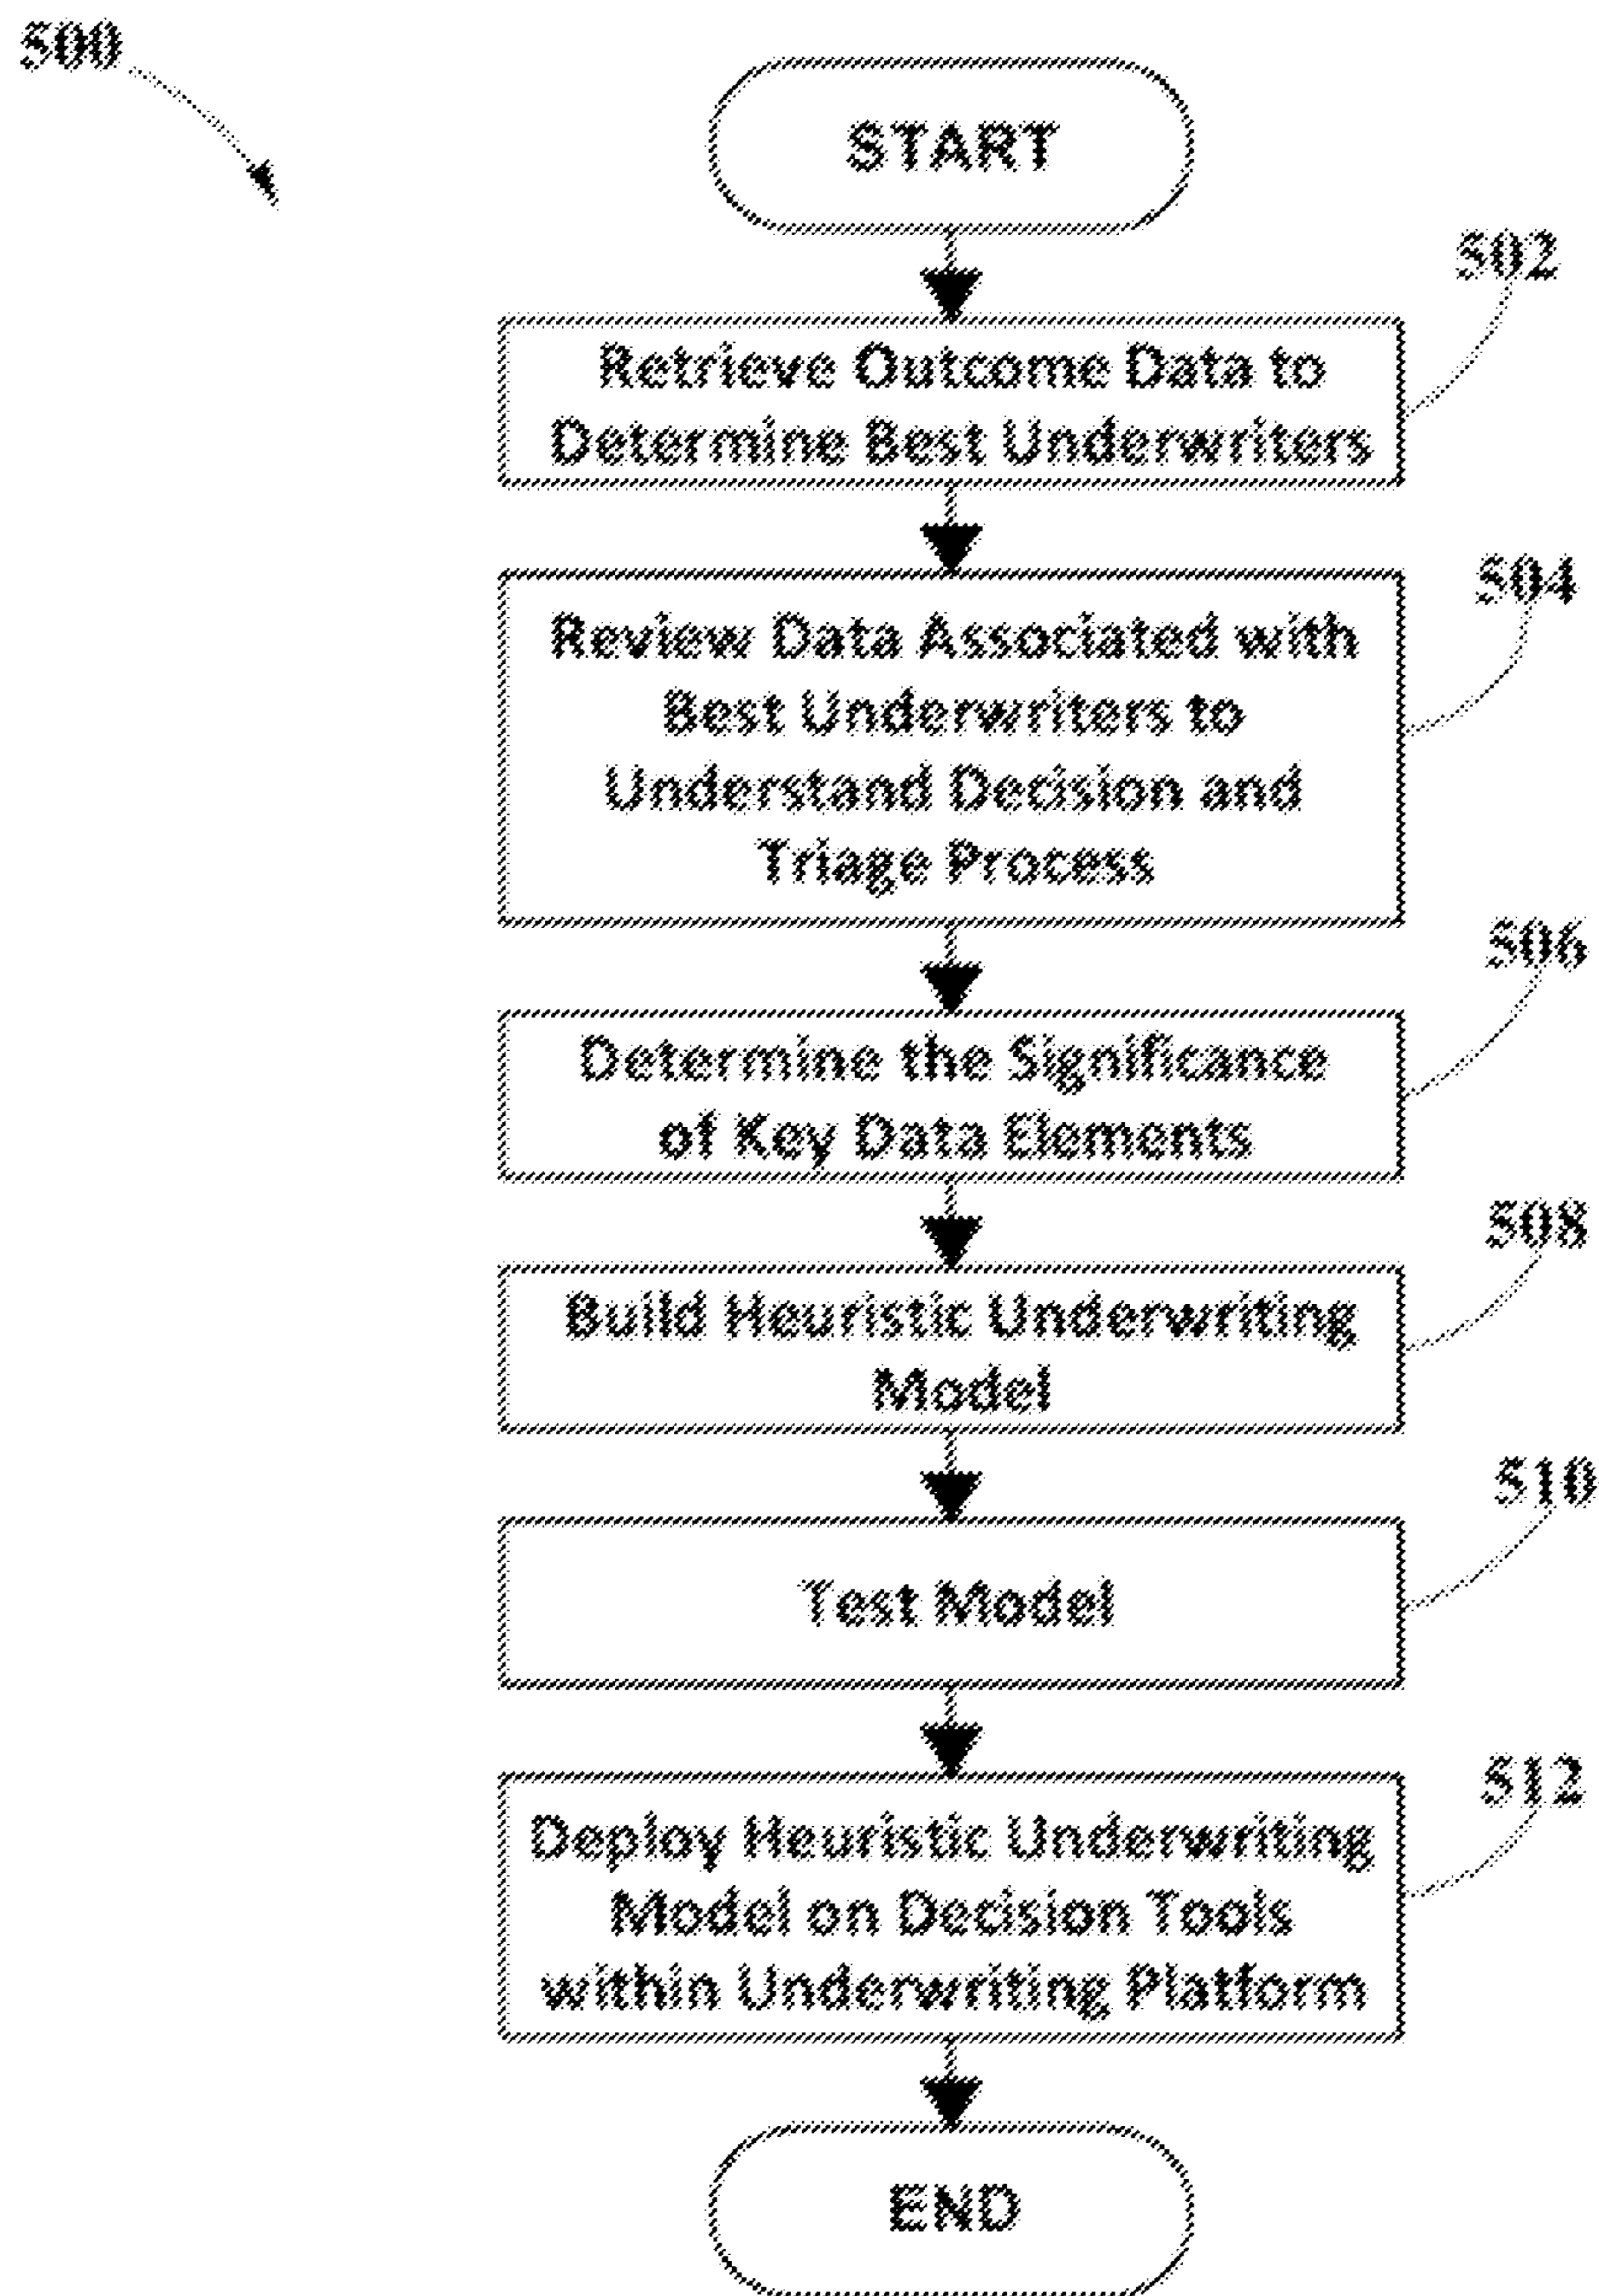 500
START
502
Retrieve Outcome Data to
Determine Best Underwriters
504
Review Data Associated with
Best Underwriters to
Understand Decision and
Triage Process
506
Determine the Significance
of Key Data Elements
508
Build Heuristic Underwriting
Model
510
Test Model
512
Deploy Heuristic Underwriting
Model on Decision Tools
within Underwriting Platform
END